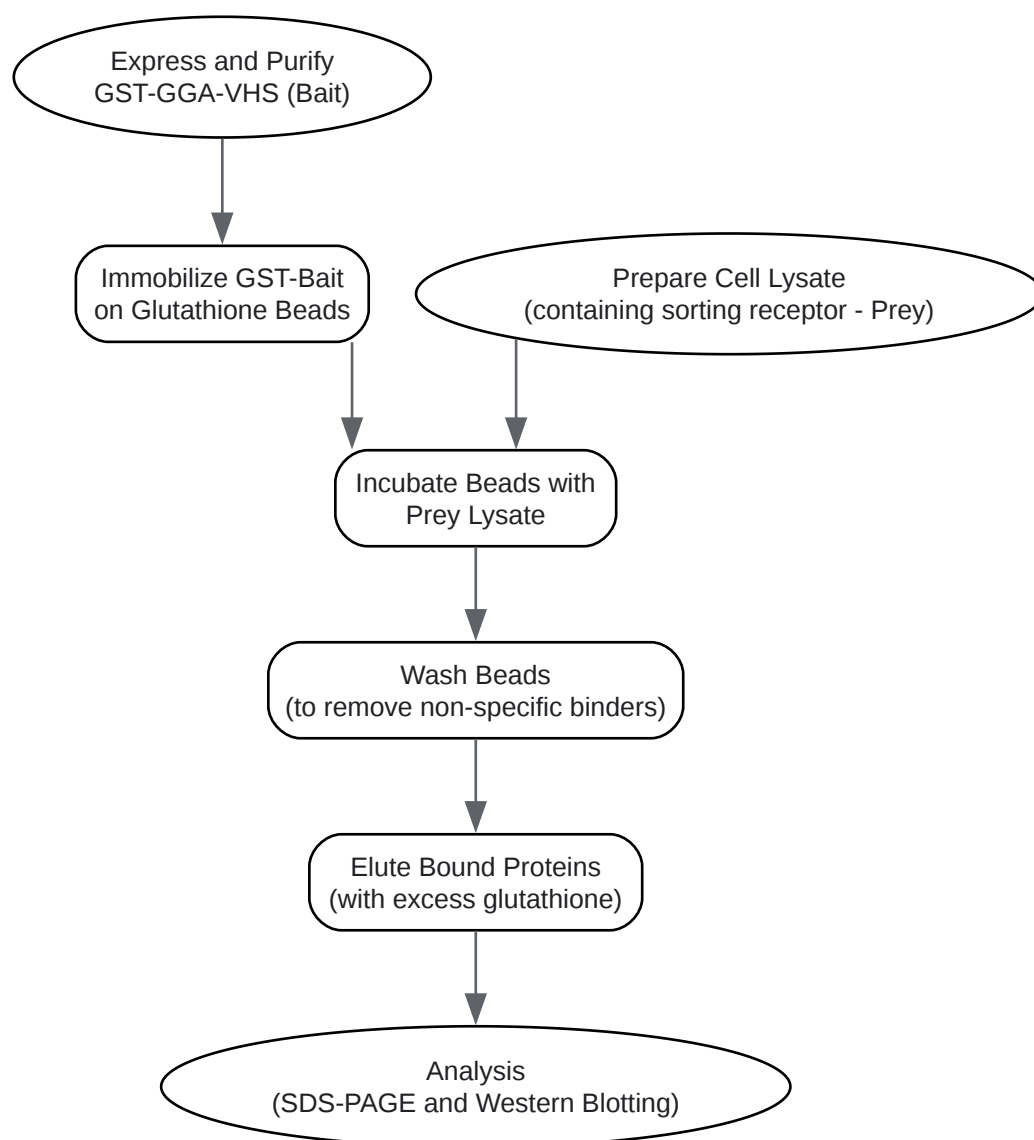 Express and Purify
GST-GGA-VHS (Bait)
Immobilize GST-Bait
on Glutathione Beads
Prepare Cell Lysate
(containing sorting receptor - Prey)
Incubate Beads with
Prey Lysate
Wash Beads
(to remove non-specific binders)
Elute Bound Proteins
(with excess glutathione)
Analysis
(SDS-PAGE and Western Blotting)